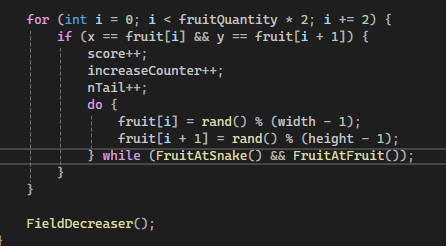 for (int i = 0; i < fruitQuantity * 2; i += 2) {
if (x == fruit[i] && y == fruit[i + 1]) {
score++;
increaseCounter++;
nTail++;
do {
fruit[i] = rand() % (width - 1);
fruit[i + 1] = rand() % (height - 1);
} while (FruitAtSnake() && FruitAtFruit());
}
}
FieldDecreaser();
}